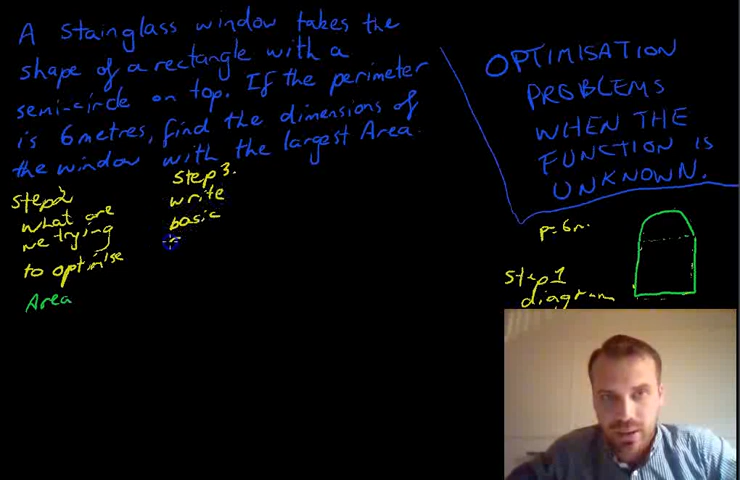 A Stainglass window takes the
shape of a rectangle with a
semi-circle on top. If the perimeter
is 6 metres, find the dimensions of
the window with the largest Area.
OPTIMISATION
PROBLEMS
WHEN THE
FUNCTION IS
UNKNOWN.
Step 2
what are
we trying
to optimise
Area
Step 3.
write
basic
P=6m.
Step 1
diagram